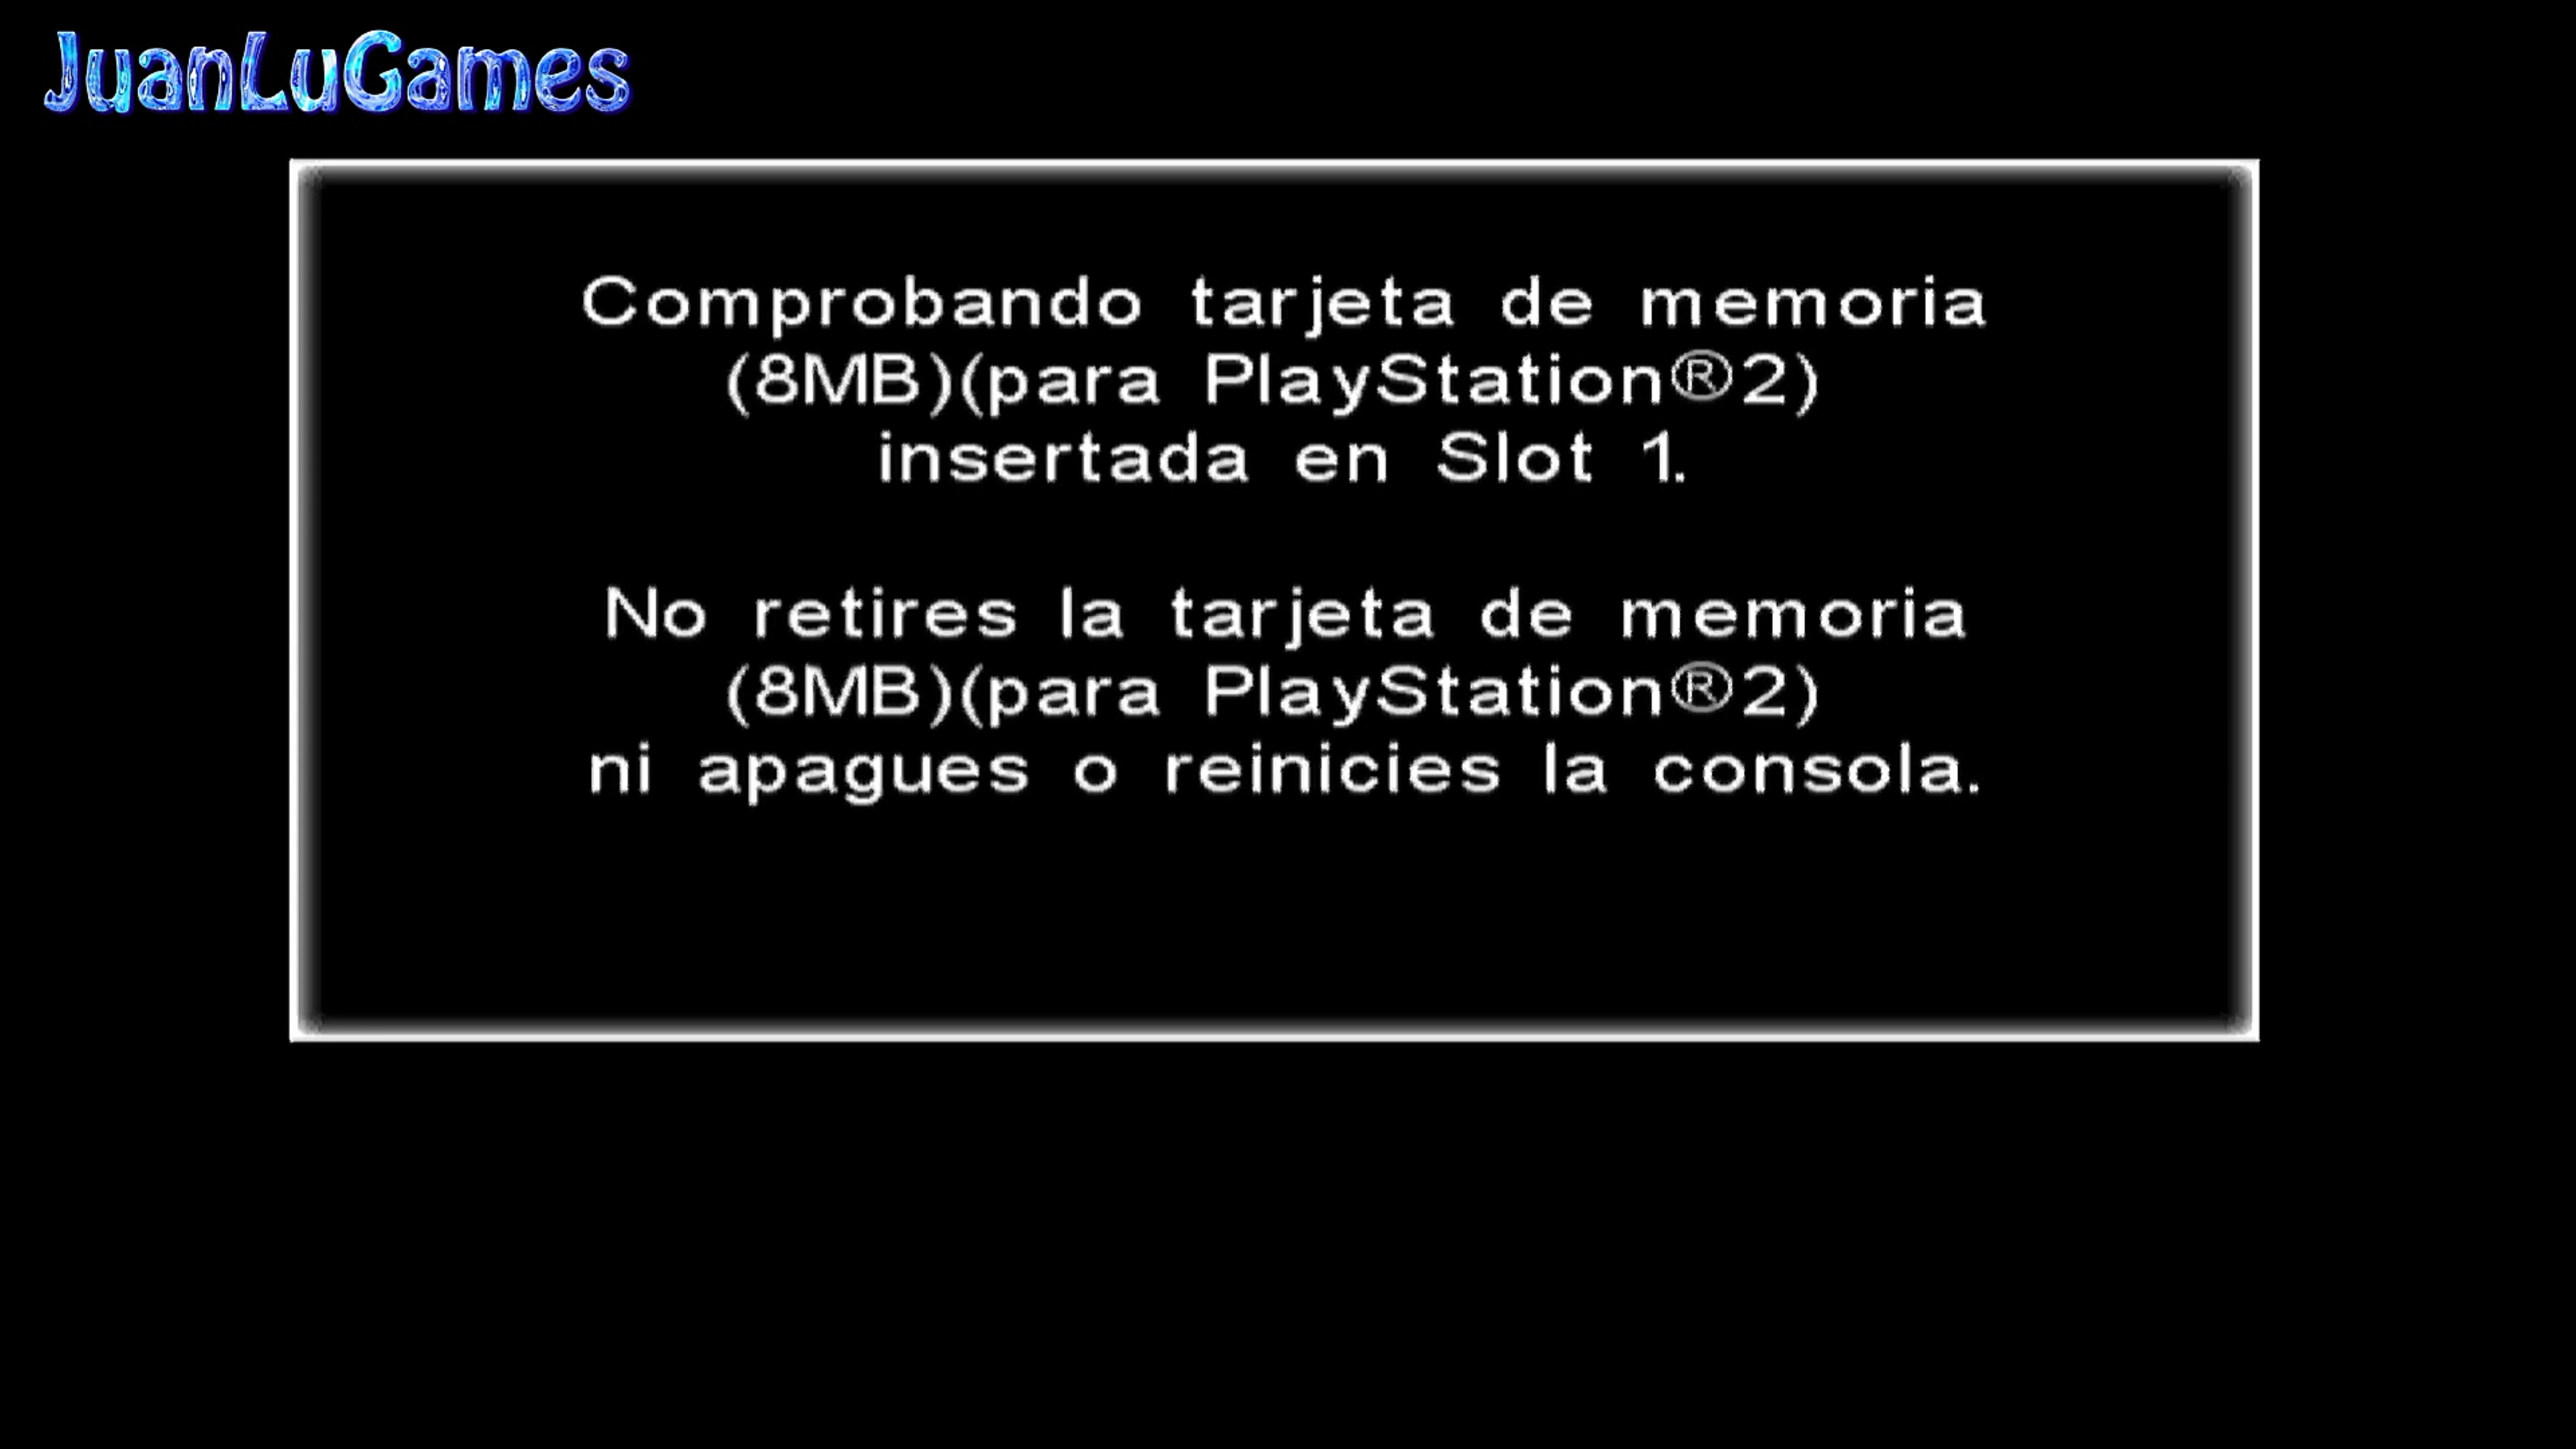 JuanLuGames
Comprobando tarjeta de memoria
(8MB)(para PlayStation®2)
insertada en Slot 1.
No retires la tarjeta de memoria
(8MB)(para PlayStation®2)
ni apagues o reinicies la consola.